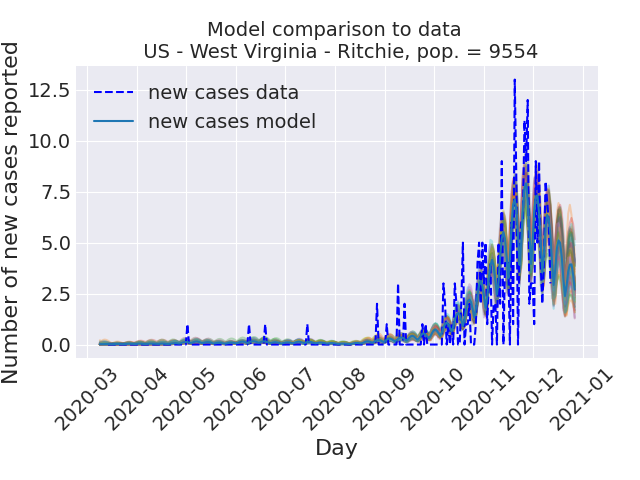 Model comparison to data
US - West Virginia - Ritchie, pop. = 9554
Number of new cases reported
12.5
10.0
7.5
5.0
2.5
0.0
new cases data
new cases model
2020-03
2020-04
2020-05
2020-06
2020-07
2020-08
2020-09
2020-10
2020-11
2020-12
2021-01
Day